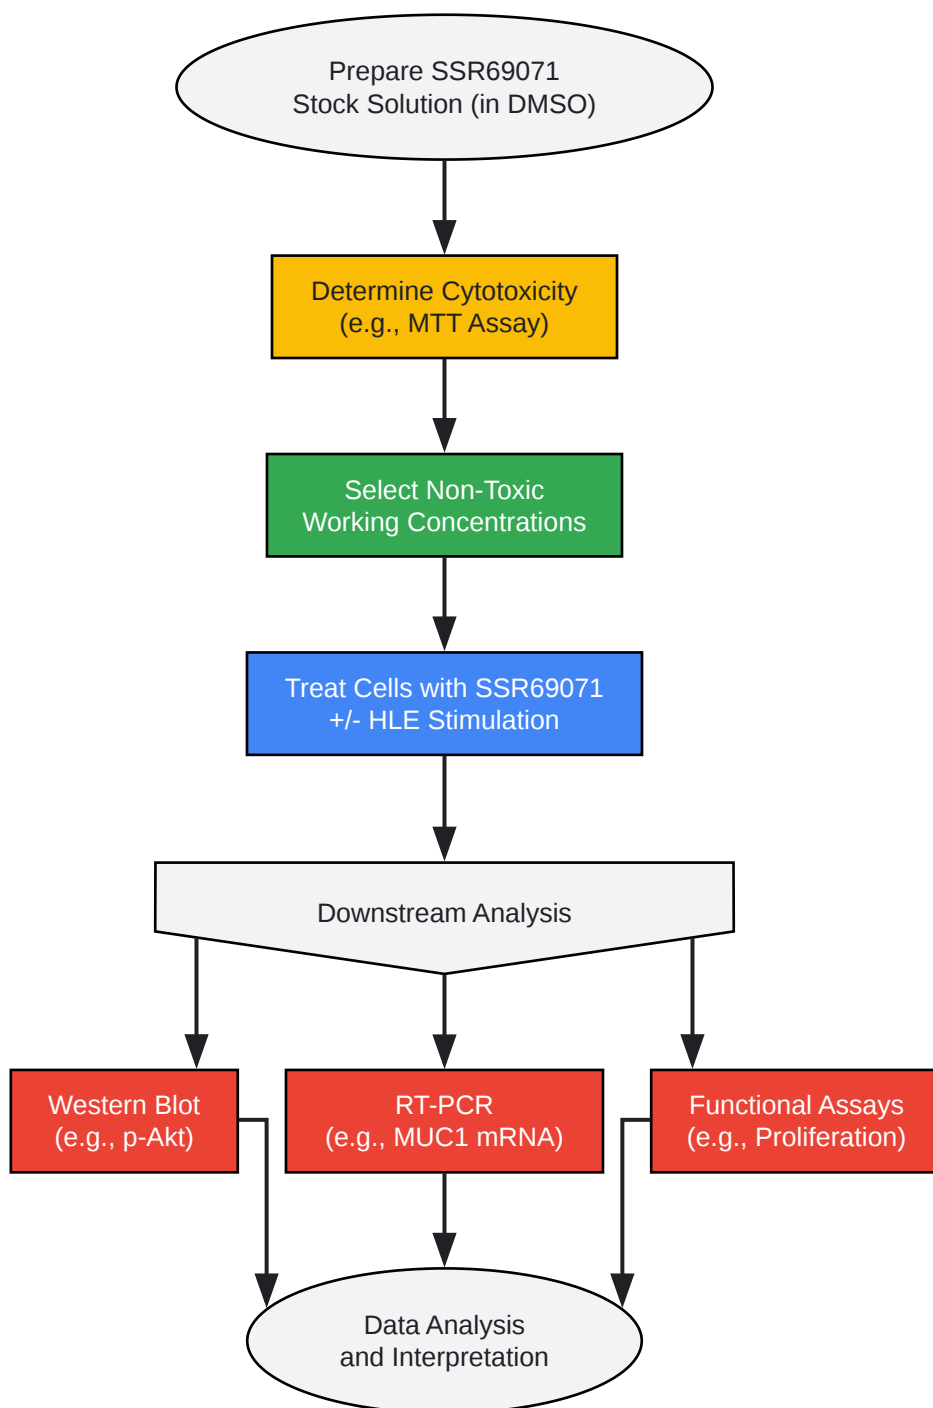 Prepare SSR69071
Stock Solution (in DMSO)
Determine Cytotoxicity
(e.g., MTT Assay)
Select Non-Toxic
Working Concentrations
Treat Cells with SSR69071
+/- HLE Stimulation
Downstream Analysis
Western Blot
(e.g., p-Akt)
RT-PCR
(e.g., MUC1 mRNA)
Functional Assays
(e.g., Proliferation)
Data Analysis
and Interpretation